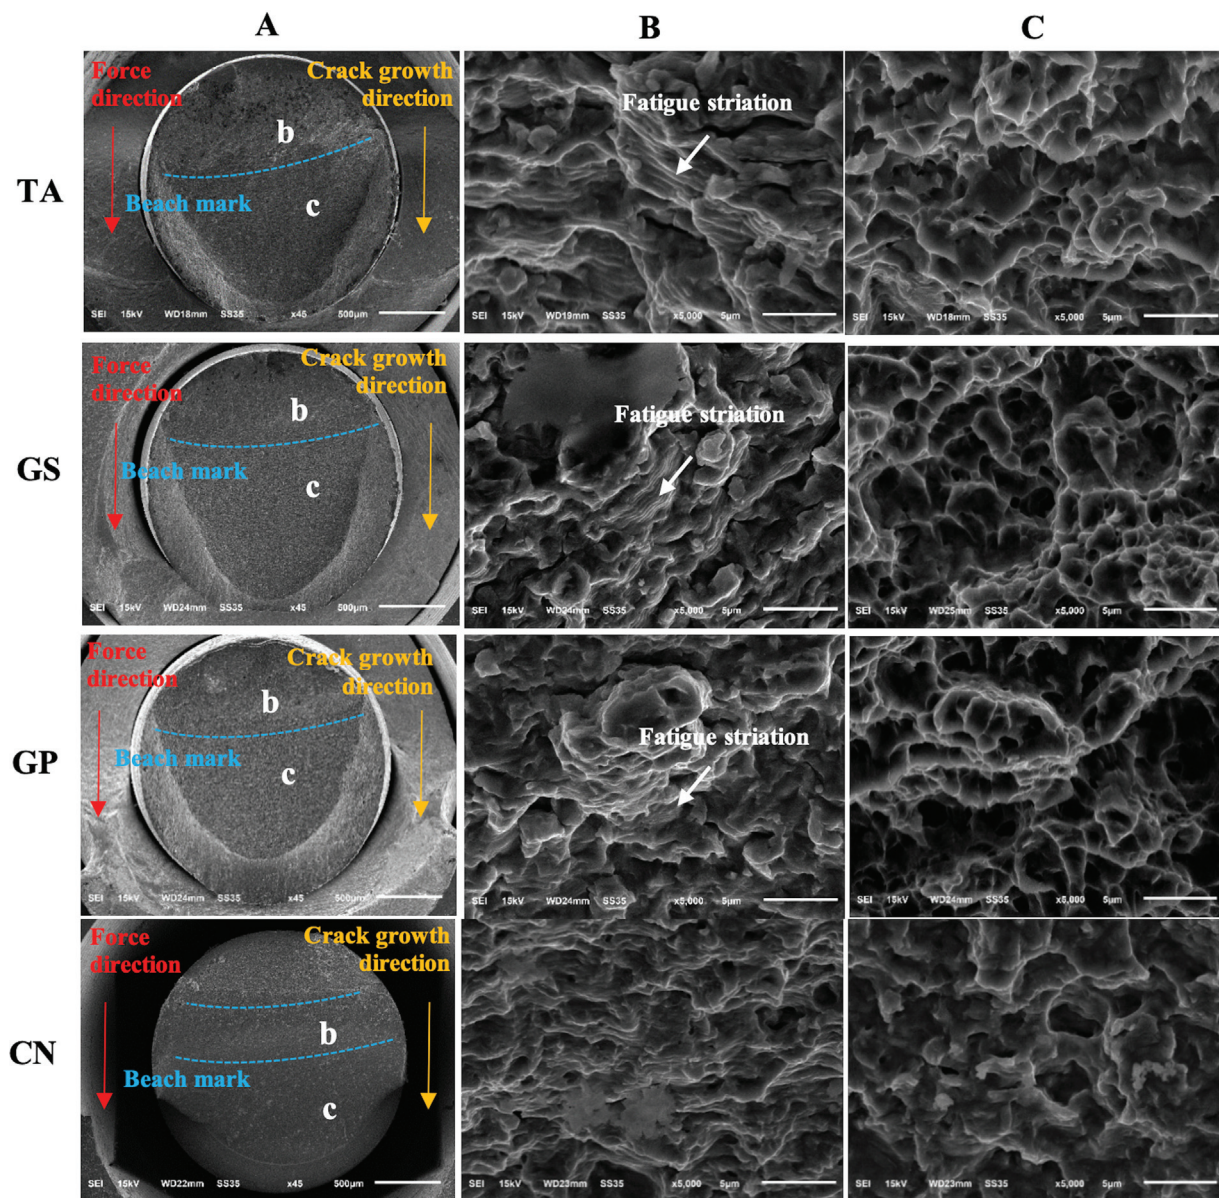 A B C
TA
Force
direction
Crack growth
direction
b
Beach mark
c
SEI 15kV WD18mm SS35 x45 500µm
Fatigue striation
SEI 15kV WD19mm SS35 x5,000 5µm
SEI 15kV WD18mm SS35 x5,000 5µm
GS
Force
direction
Crack growth
direction
b
Beach mark
c
SEI 15kV WD24mm SS35 x45 500µm
Fatigue striation
SEI 15kV WD24mm SS35 x5,000 5µm
SEI 15kV WD25mm SS35 x5,000 5µm
GP
Force
direction
Crack growth
direction
b
Beach mark
c
SEI 15kV WD24mm SS35 x45 500µm
Fatigue striation
SEI 15kV WD24mm SS35 x5,000 5µm
SEI 15kV WD24mm SS35 x5,000 5µm
CN
Force
direction
Crack growth
direction
b
Beach mark
c
SEI 15kV WD22mm SS35 x45 500µm
SEI 15kV WD23mm SS35 x5,000 5µm
SEI 15kV WD23mm SS35 x5,000 5µm